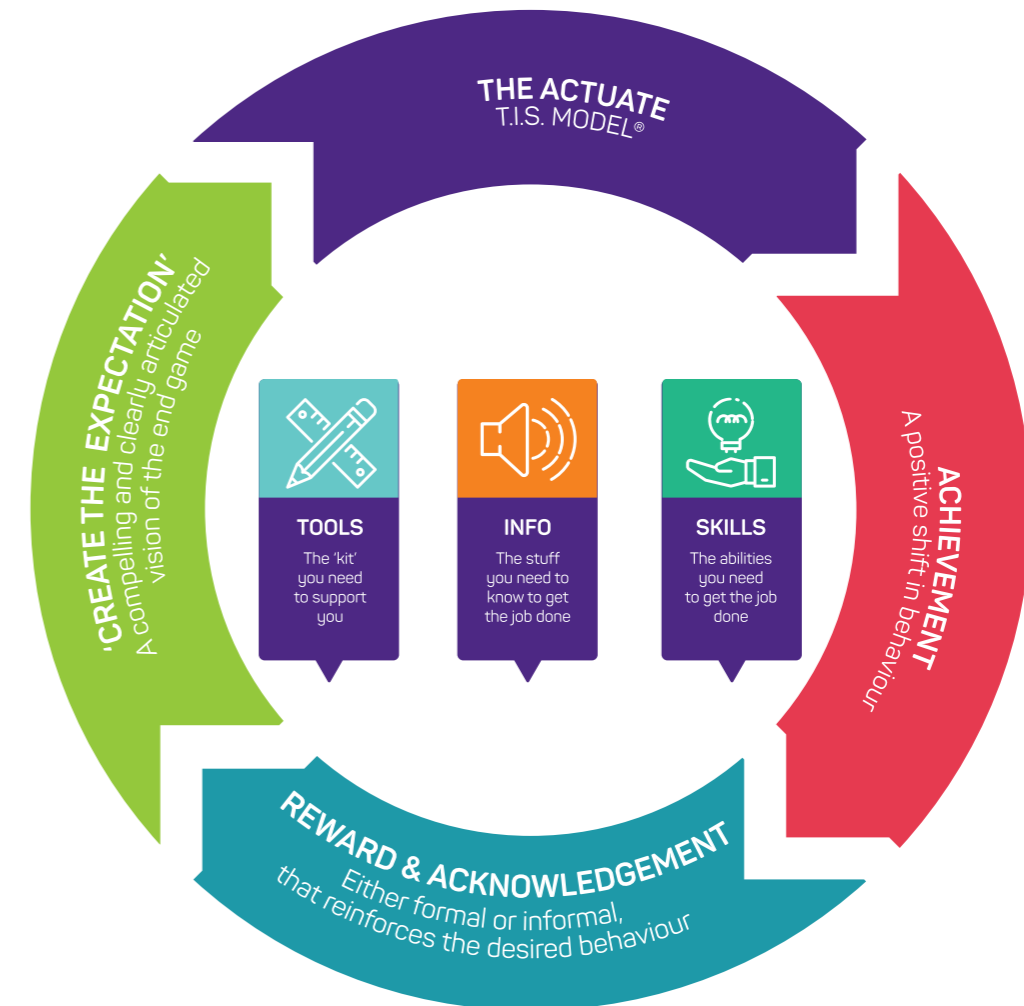 THE ACTUATE
T.I.S. MODEL®
'CREATE THE EXPECTATION'
A compelling and clearly articulated
vision of the end game
TOOLS
The 'kit'
you need
to support
you
INFO
The stuff
you need to
know to get
the job done
SKILLS
The abilities
you need
to get the job
done
ACHIEVEMENT
A positive shift in behaviour
REWARD & ACKNOWLEDGEMENT
Either formal or informal,
that reinforces the desired behaviour